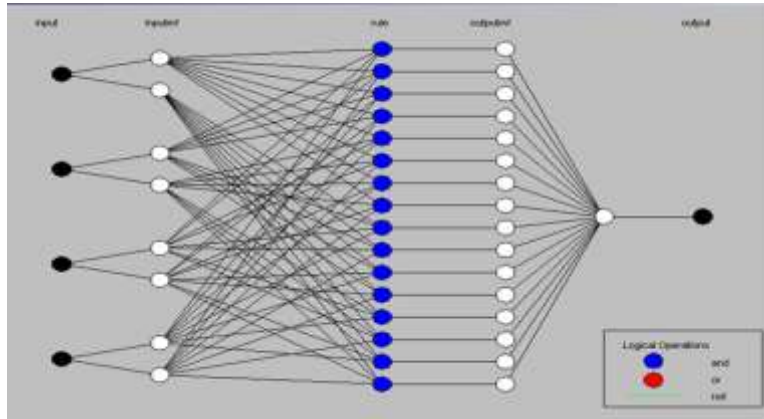 input inputmf rule outputmf output
Logical Operations
and
or
not